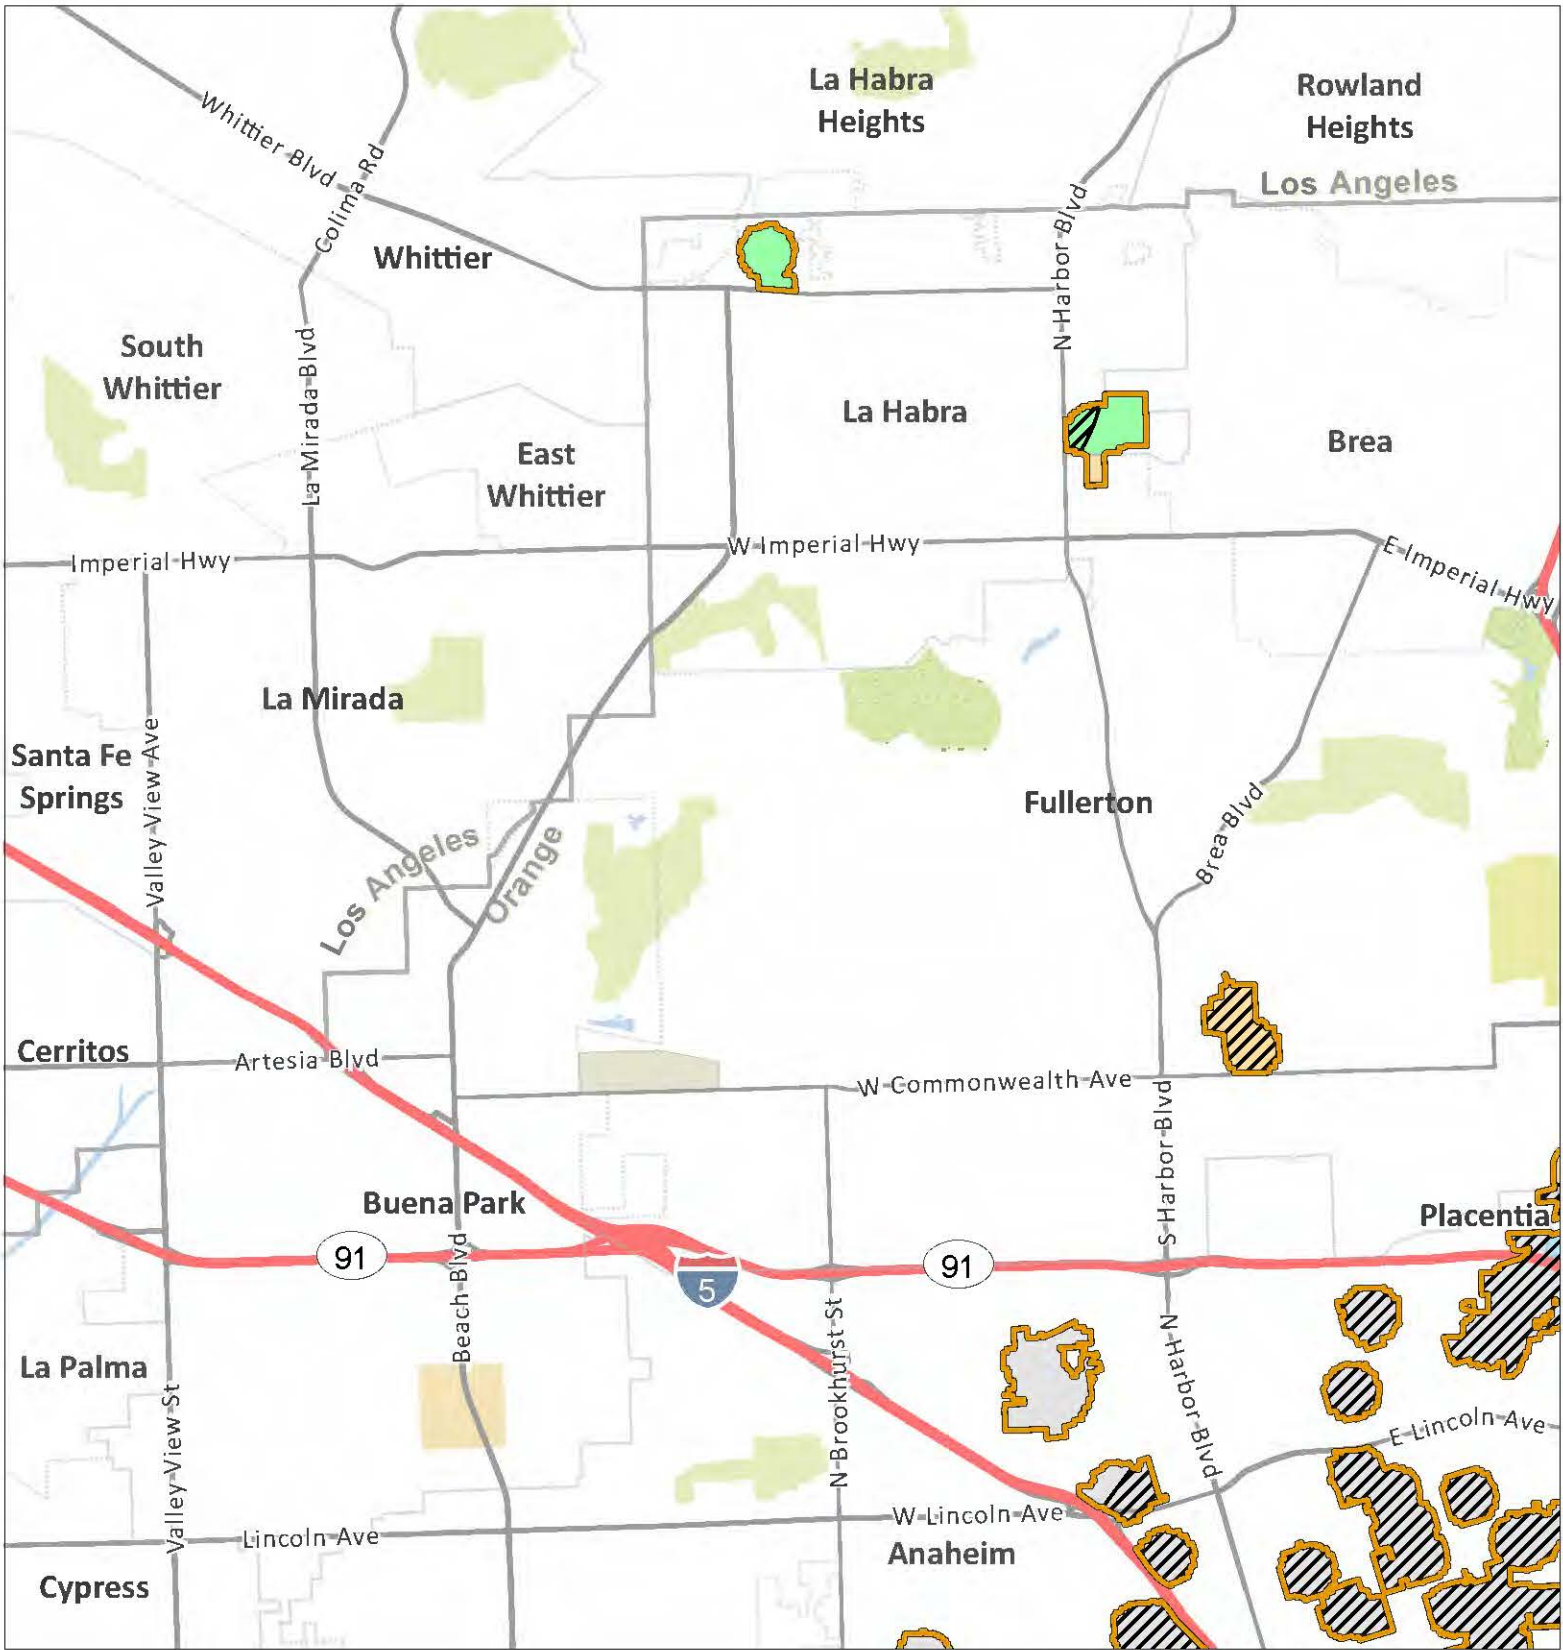 La Habra
Heights
Rowland
Heights
Los Angeles
Whittier Blvd
Colima Rd
N Harbor Blvd
Whittier
South
Whittier
La Mirada Blvd
La Habra
Brea
East
Whittier
Imperial Hwy
W Imperial Hwy
E Imperial Hwy
La Mirada
Santa Fe
Springs
Valley View Ave
Los Angeles
Orange
Fullerton
Brea Blvd
Cerritos
Artesia Blvd
W Commonwealth Ave
S Harbor Blvd
Buena Park
Placentia
91
91
5
Beach Blvd
N Brookhurst St
N Harbor Blvd
La Palma
Valley View St
E Lincoln Ave
W Lincoln Ave
Lincoln Ave
Anaheim
Cypress